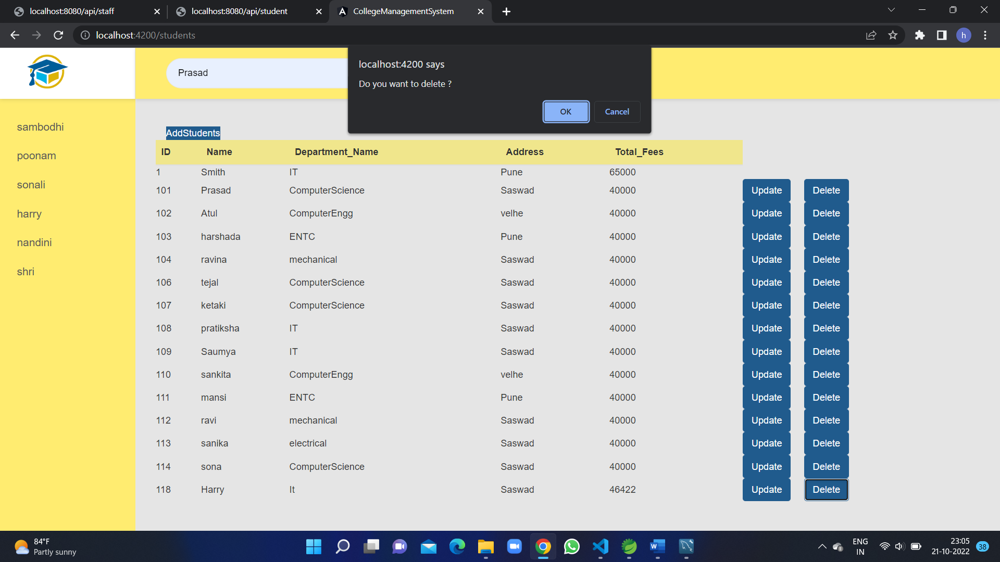 localhost:8080/api/staff
localhost:8080/api/student
CollegeManagementSystem
localhost:4200/students
h
Prasad
localhost:4200 says
Do you want to delete ?
OK Cancel
sambodhi
poonam
sonali
harry
nandini
shri
AddStudents
ID Name Department_Name Address Total_Fees
1 Smith IT Pune 65000
101 Prasad ComputerScience Saswad 40000 Update Delete
102 Atul ComputerEngg velhe 40000 Update Delete
103 harshada ENTC Pune 40000 Update Delete
104 ravina mechanical Saswad 40000 Update Delete
106 tejal ComputerScience Saswad 40000 Update Delete
107 ketaki ComputerScience Saswad 40000 Update Delete
108 pratiksha IT Saswad 40000 Update Delete
109 Saumya IT Saswad 40000 Update Delete
110 sankita ComputerEngg velhe 40000 Update Delete
111 mansi ENTC Pune 40000 Update Delete
112 ravi mechanical Saswad 40000 Update Delete
113 sanika electrical Saswad 40000 Update Delete
114 sona ComputerScience Saswad 40000 Update Delete
118 Harry It Saswad 46422 Update Delete
84°F
Partly sunny
ENG
IN
23:05
21-10-2022
38